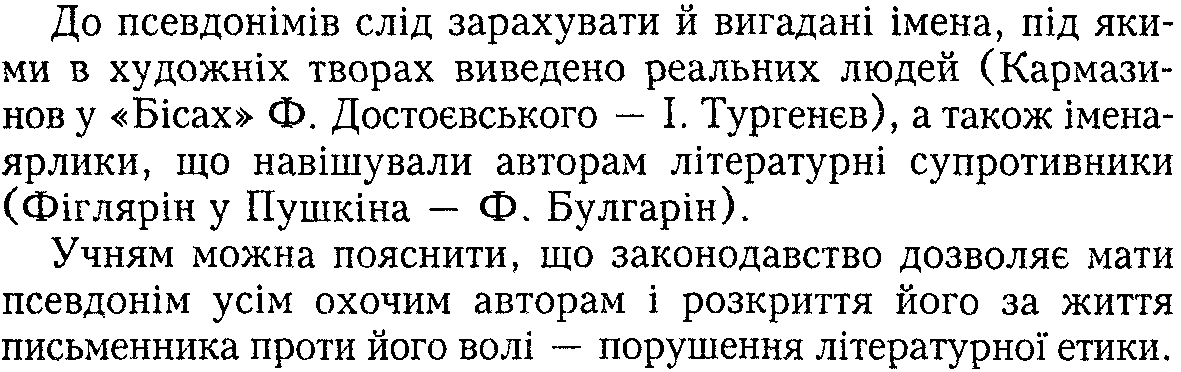 До псевдонімів слід зарахувати й вигадані імена, під яки-
ми в художніх творах виведено реальних людей (Кармази-
нов у «Бісах» Ф. Достоєвського — І. Тургенєв), а також імена-
ярлики, що навішували авторам літературні супротивники
(Фіглярін у Пушкіна — Ф. Булгарін).
Учням можна пояснити, що законодавство дозволяє мати
псевдонім усім охочим авторам і розкриття його за життя
письменника проти його волі — порушення літературної етики.